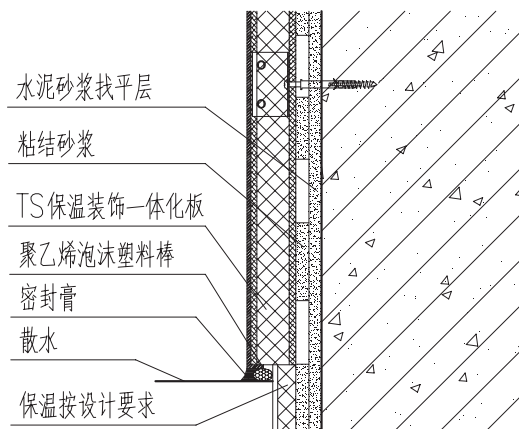 水泥砂浆找平层
粘结砂浆
TS保温装饰一体化板
聚乙烯泡沫塑料棒
密封膏
散水
保温按设计要求